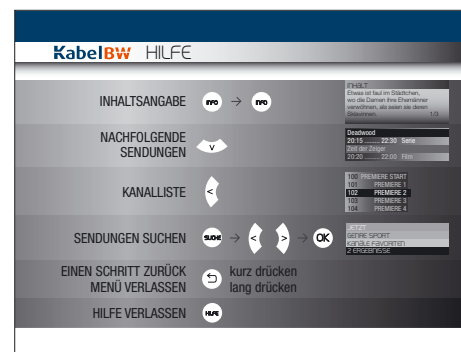 KabelBW HILFE
INHALTSANGABE INFO → INFO
INHALT
Etwas ist faul im Städtchen,
wo die Damen ihre Ehemänner
verwöhnen, als seien sie deren
Sklavinnen. 1/3
NACHFOLGENDE
SENDUNGEN
Deadwood
20:15 ........ 22:30 Serie
Zeit der Zeiger
20:20 ........ 22:00 Film
KANALLISTE <
100 PREMIERE START
101 PREMIERE 1
102 PREMIERE 2
103 PREMIERE 3
104 PREMIERE 4
SENDUNGEN SUCHEN SUCHE → < > → OK
JETZT
GENRE SPORT
KANÄLE FAVORITEN
2 ERGEBNISSE
EINEN SCHRITT ZURÜCK kurz drücken
MENÜ VERLASSEN lang drücken
HILFE VERLASSEN HILFE